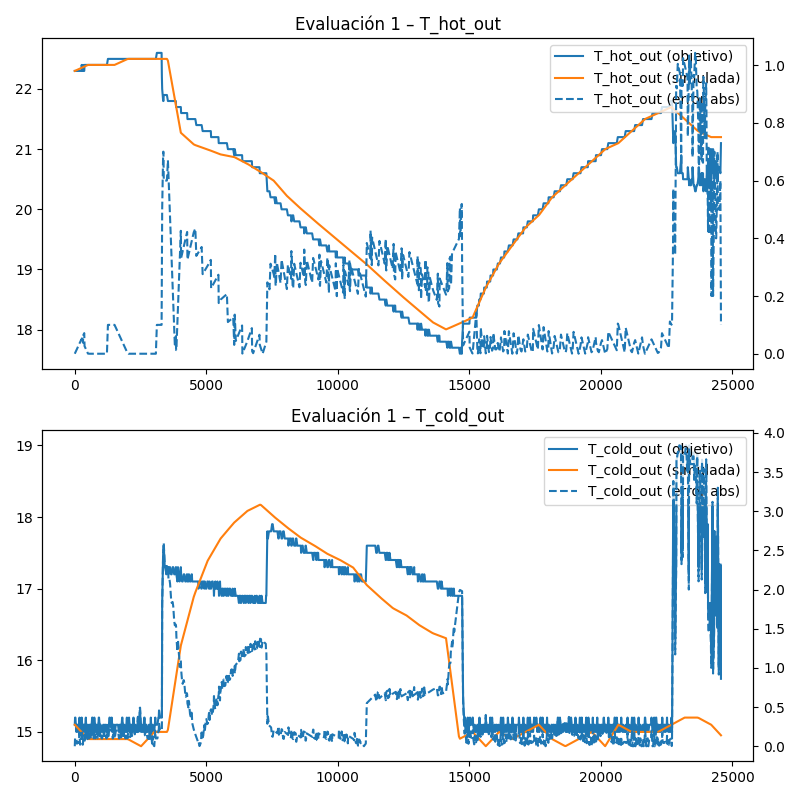 Evaluación 1 – T_hot_out
T_hot_out (objetivo)
T_hot_out (simulada)
T_hot_out (error abs)
22
21
20
19
18
1.0
0.8
0.6
0.4
0.2
0.0
0 5000 10000 15000 20000 25000
Evaluación 1 – T_cold_out
T_cold_out (objetivo)
T_cold_out (simulada)
T_cold_out (error abs)
19
18
17
16
15
4.0
3.5
3.0
2.5
2.0
1.5
1.0
0.5
0.0
0 5000 10000 15000 20000 25000